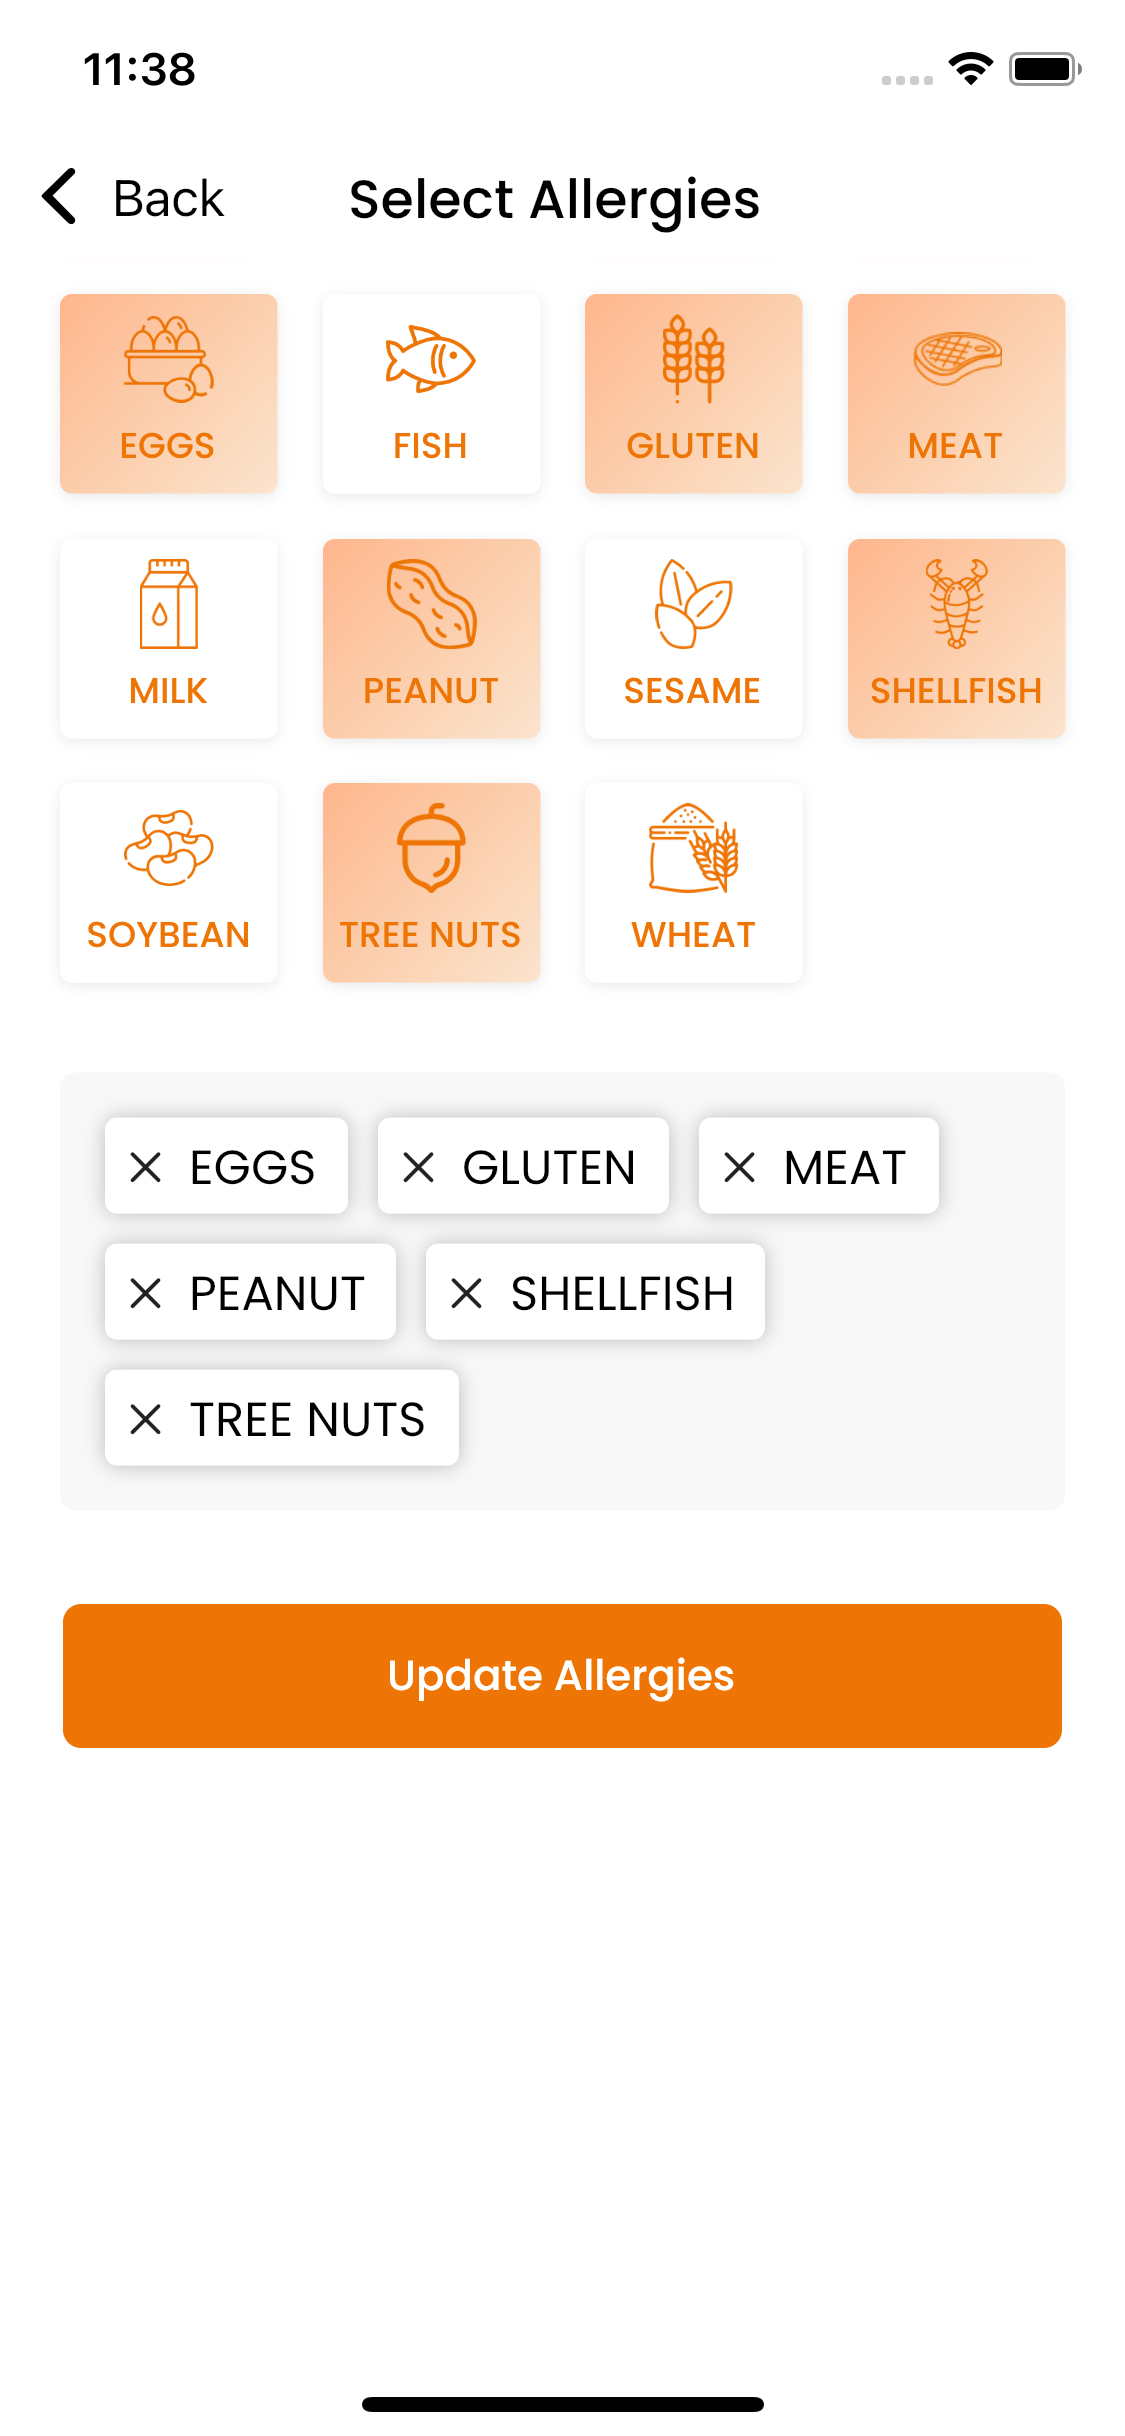 11:38
Back
Select Allergies
EGGS
FISH
GLUTEN
MEAT
MILK
PEANUT
SESAME
SHELLFISH
SOYBEAN
TREE NUTS
WHEAT
EGGS
GLUTEN
MEAT
PEANUT
SHELLFISH
TREE NUTS
Update Allergies